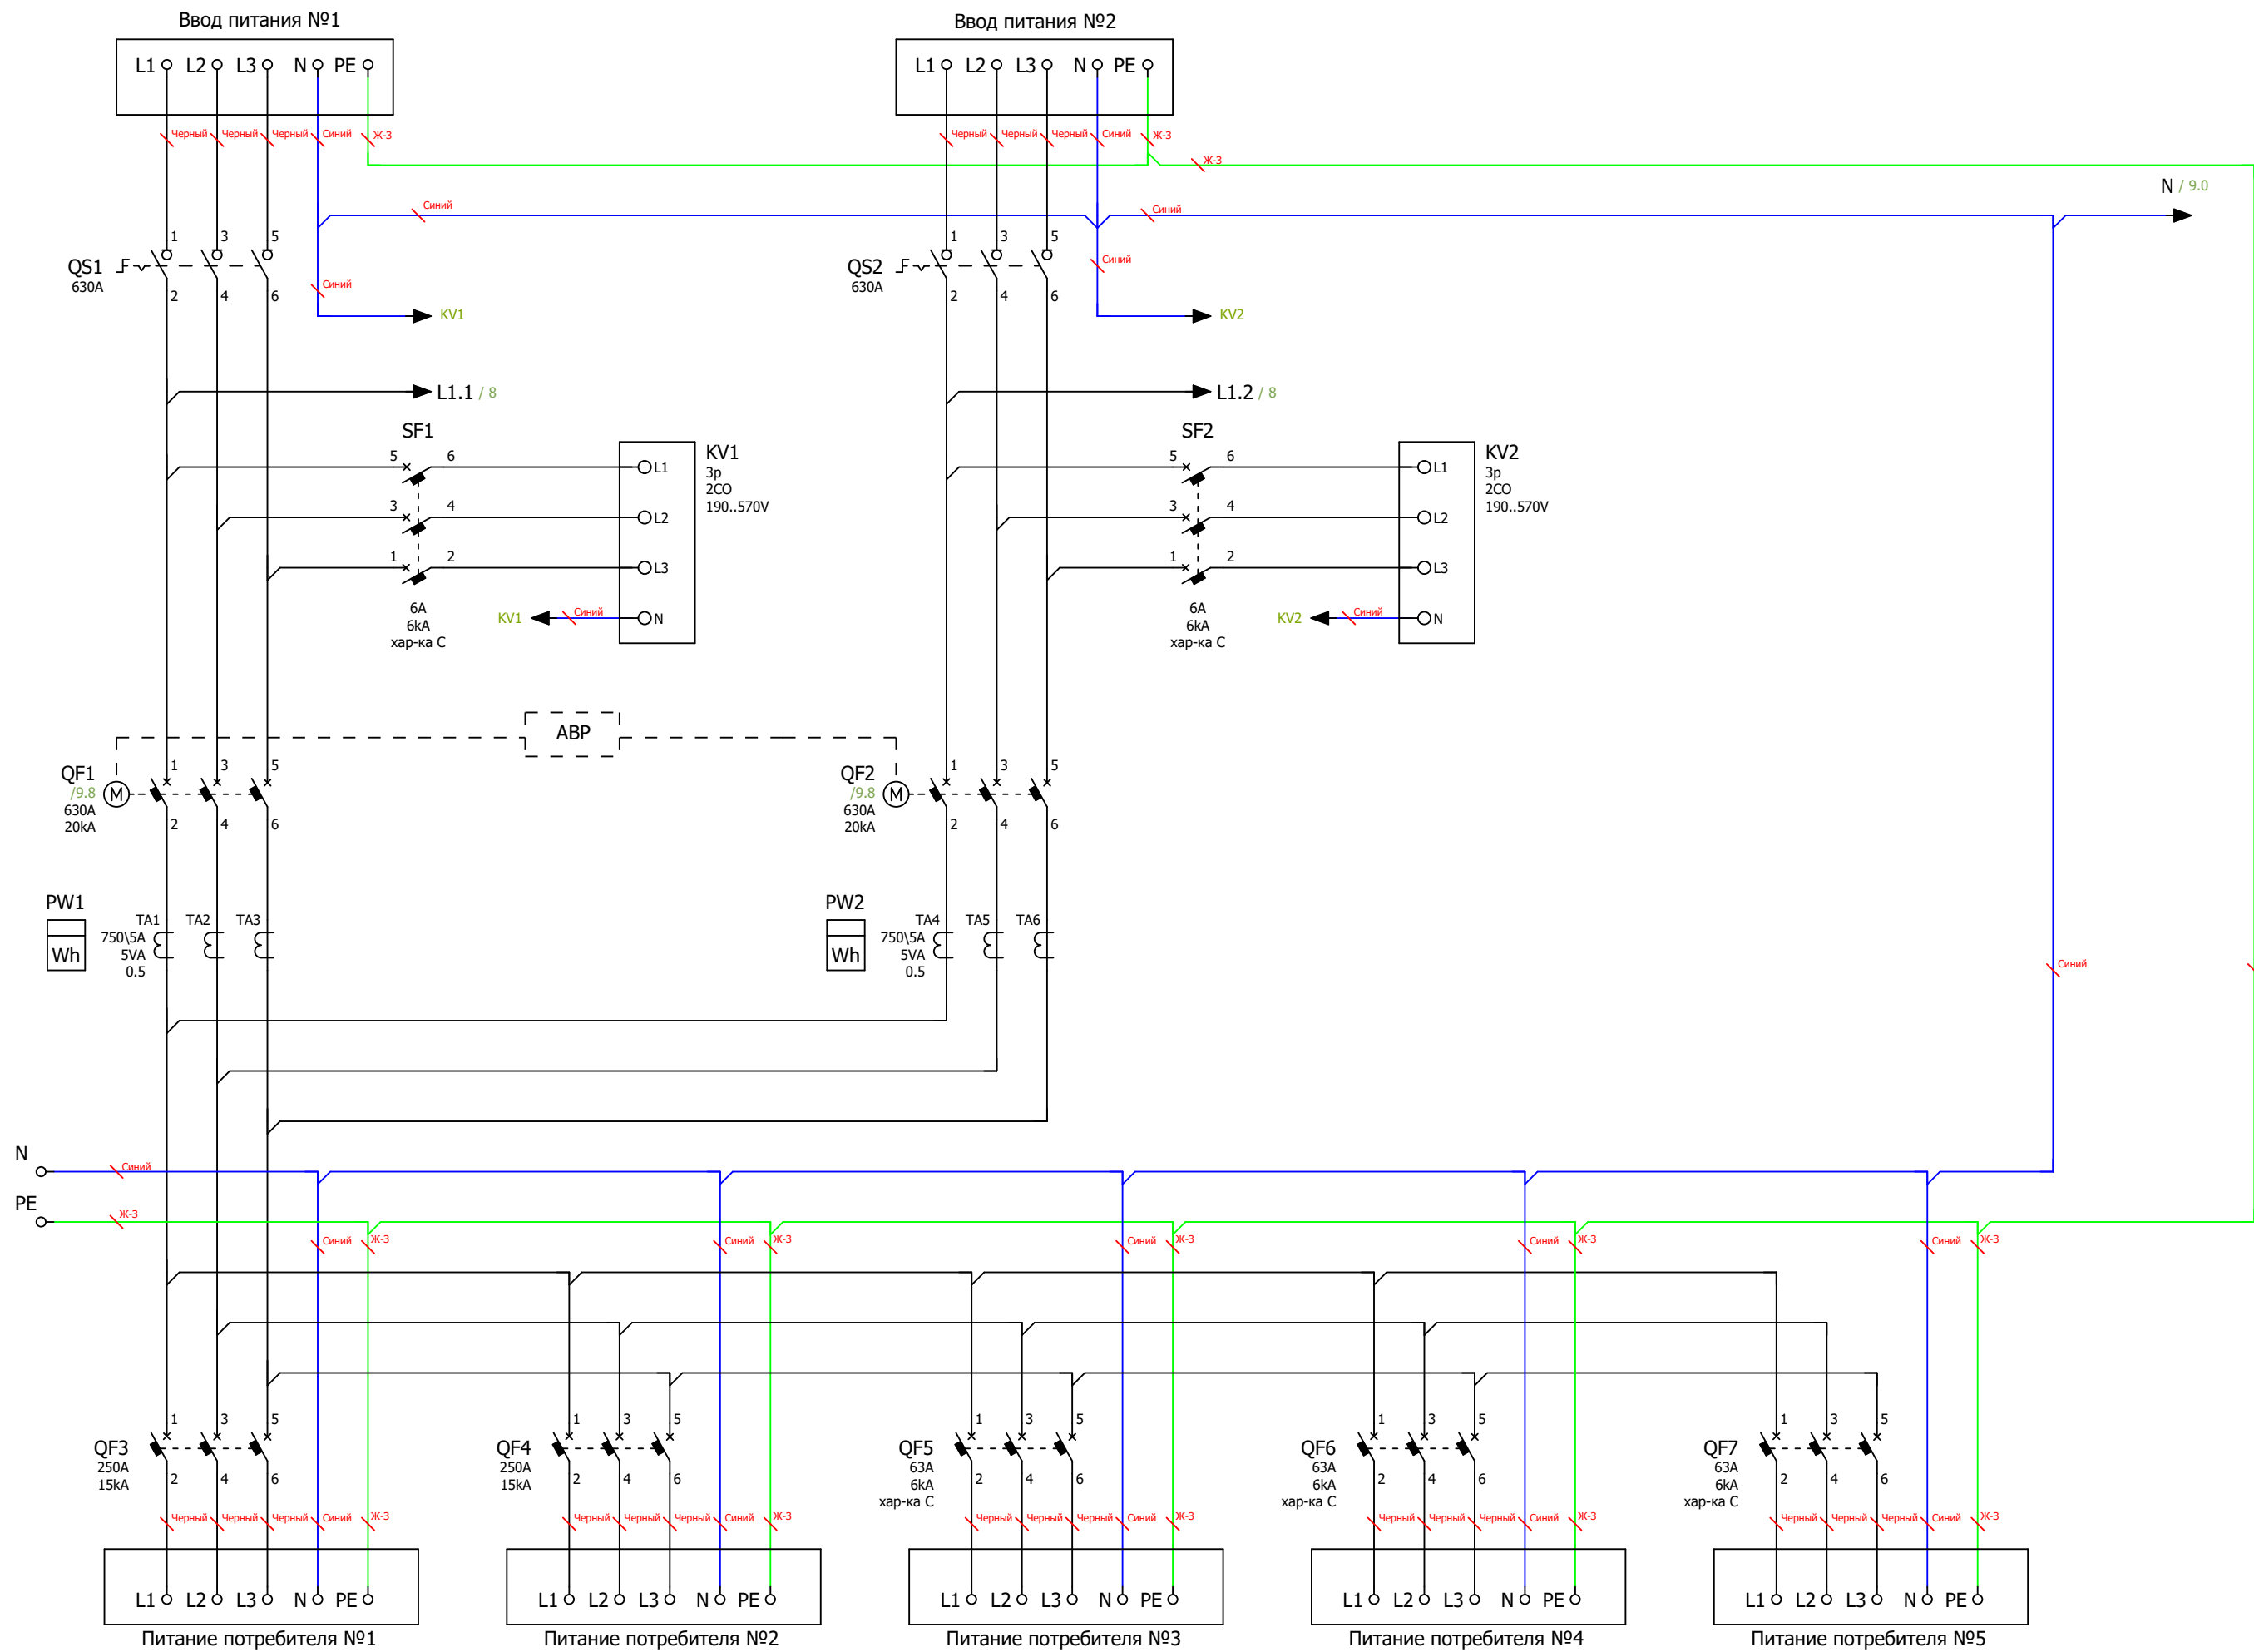 Ввод питания №1
Ввод питания №2
L1 L2 L3 N PE
L1 L2 L3 N PE
Черный Черный Черный Синий Ж-З
Черный Черный Черный Синий Ж-З
Ж-З
N / 9.0
Синий
Синий
1 3 5
1 3 5
QS1
630A
Синий
2 4 6
KV1
QS2
630A
Синий
2 4 6
KV2
L1.1 / 8
L1.2 / 8
SF1
5 6
3 4
1 2
6A
6kA
хар-ка C
KV1
3p
2CO
190..570V
L1
L2
L3
N
KV1
Синий
SF2
5 6
3 4
1 2
6A
6kA
хар-ка C
KV2
3p
2CO
190..570V
L1
L2
L3
N
KV2
Синий
АВР
QF1
/9.8
630A
20kA
M
1 3 5
2 4 6
QF2
/9.8
630A
20kA
M
1 3 5
2 4 6
PW1
Wh
TA1 TA2 TA3
750\5A
5VA
0.5
PW2
Wh
TA4 TA5 TA6
750\5A
5VA
0.5
Синий
N
Синий
PE
Ж-З
Синий Ж-З
Синий Ж-З
Синий Ж-З
Синий Ж-З
Синий Ж-З
QF3
250A
15kA
1 3 5
2 4 6
QF4
250A
15kA
1 3 5
2 4 6
QF5
63A
6kA
хар-ка C
1 3 5
2 4 6
QF6
63A
6kA
хар-ка C
1 3 5
2 4 6
QF7
63A
6kA
хар-ка C
1 3 5
2 4 6
Черный Черный Черный Синий Ж-З
Черный Черный Черный Синий Ж-З
Черный Черный Черный Синий Ж-З
Черный Черный Черный Синий Ж-З
Черный Черный Черный Синий Ж-З
L1 L2 L3 N PE
L1 L2 L3 N PE
L1 L2 L3 N PE
L1 L2 L3 N PE
L1 L2 L3 N PE
Питание потребителя №1
Питание потребителя №2
Питание потребителя №3
Питание потребителя №4
Питание потребителя №5